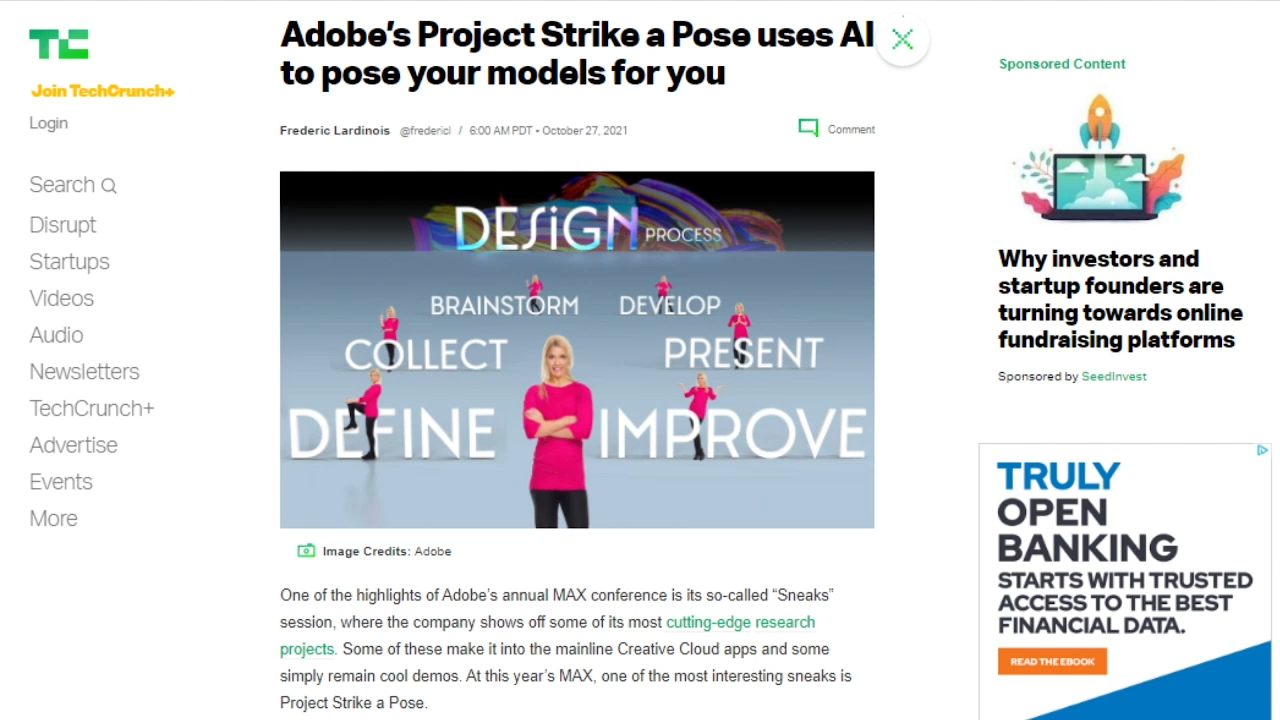 TC
Join TechCrunch+
Login
Search
Disrupt
Startups
Videos
Audio
Newsletters
TechCrunch+
Advertise
Events
More
Adobe's Project Strike a Pose uses AI
to pose your models for you
Frederic Lardinois @fredericl / 6:00 AM PDT • October 27, 2021
Comment
DESiGN PROCESS
BRAINSTORM DEVELOP
COLLECT PRESENT
DEFINE IMPROVE
Image Credits: Adobe
One of the highlights of Adobe's annual MAX conference is its so-called “Sneaks”
session, where the company shows off some of its most cutting-edge research
projects. Some of these make it into the mainline Creative Cloud apps and some
simply remain cool demos. At this year's MAX, one of the most interesting sneaks is
Project Strike a Pose.
Sponsored Content
Why investors and
startup founders are
turning towards online
fundraising platforms
Sponsored by SeedInvest
TRULY
OPEN
BANKING
STARTS WITH TRUSTED
ACCESS TO THE BEST
FINANCIAL DATA.
READ THE EBOOK